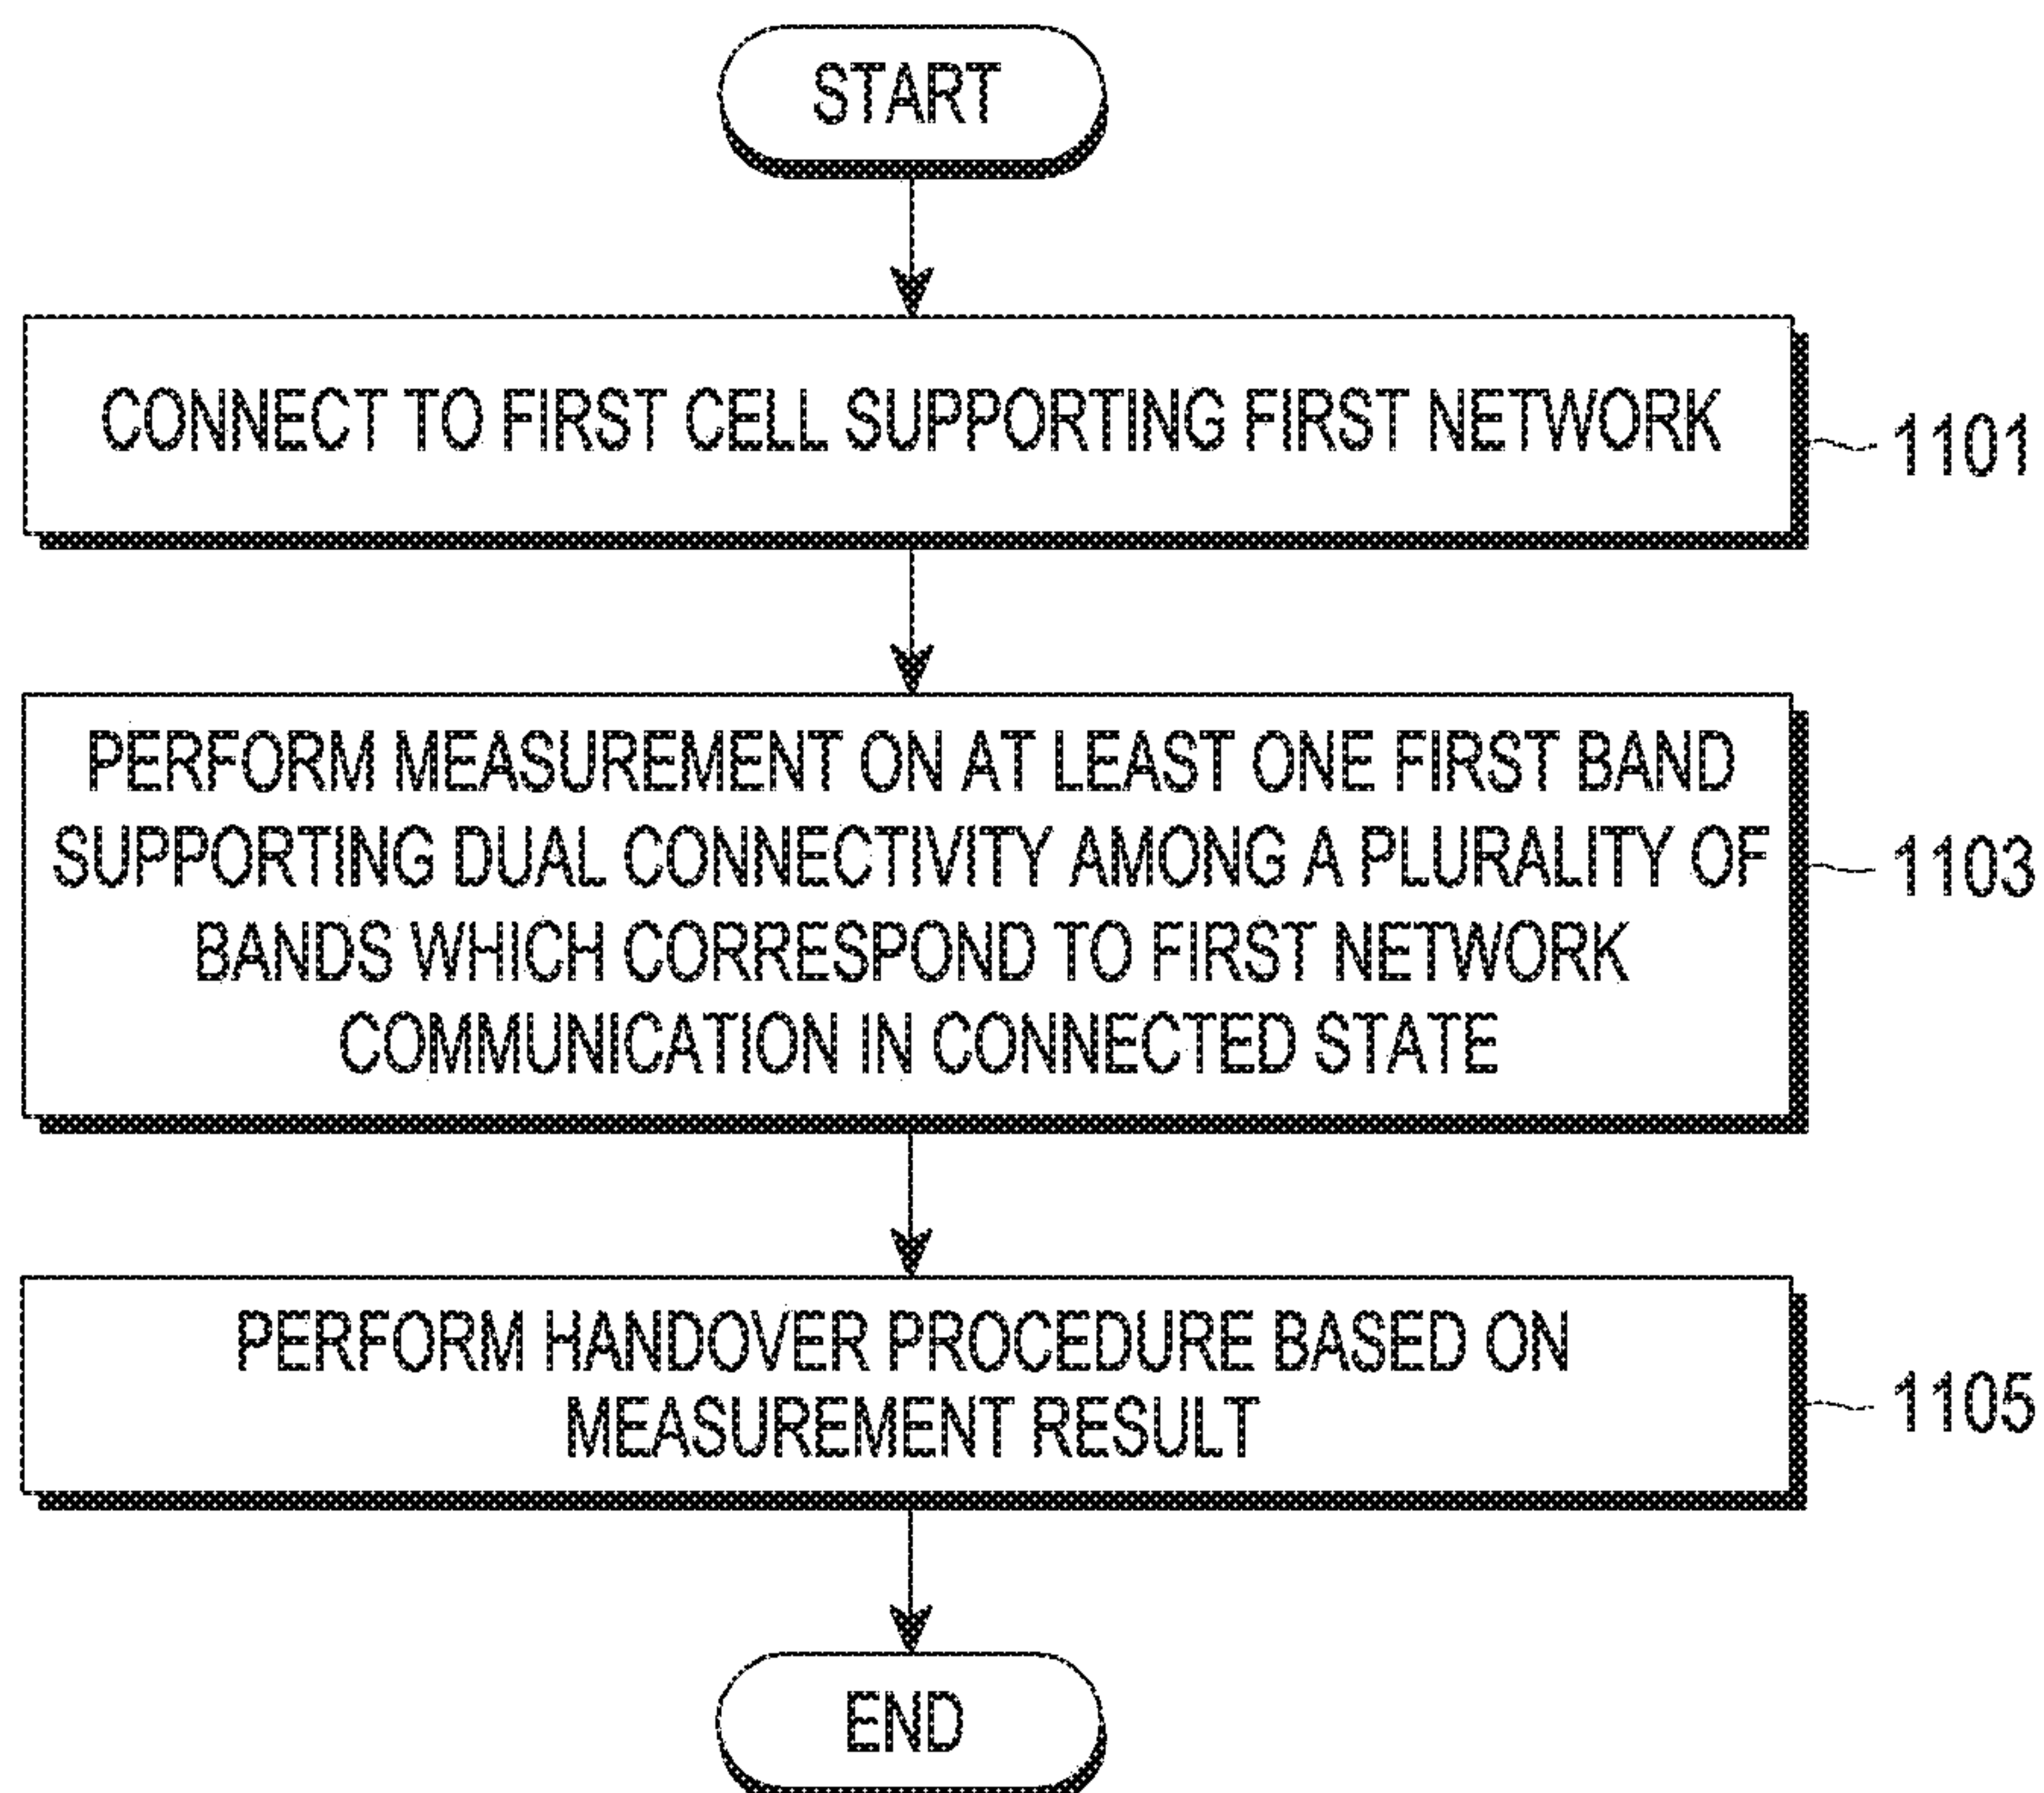 START
CONNECT TO FIRST CELL SUPPORTING FIRST NETWORK
1101
PERFORM MEASUREMENT ON AT LEAST ONE FIRST BAND
SUPPORTING DUAL CONNECTIVITY AMONG A PLURALITY OF
BANDS WHICH CORRESPOND TO FIRST NETWORK
COMMUNICATION IN CONNECTED STATE
1103
PERFORM HANDOVER PROCEDURE BASED ON
MEASUREMENT RESULT
1105
END